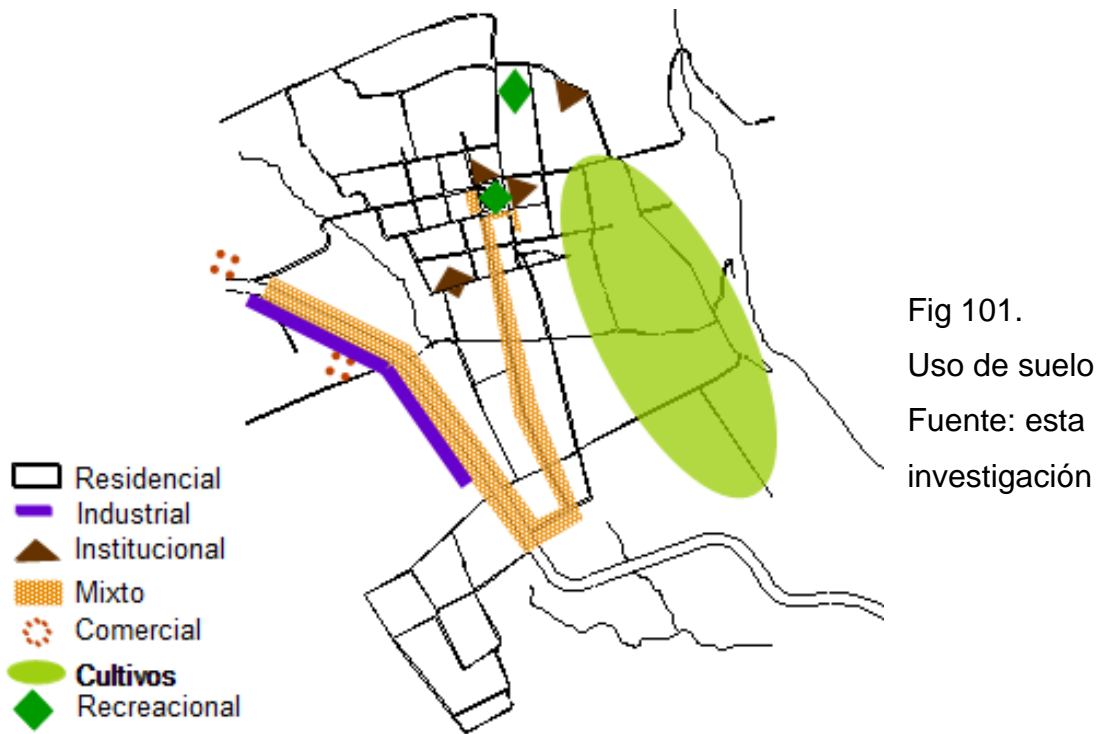 Fig 101.
Uso de suelo
Fuente: esta
investigación
Residencial
Industrial
Institucional
Mixto
Comercial
Cultivos
Recreacional